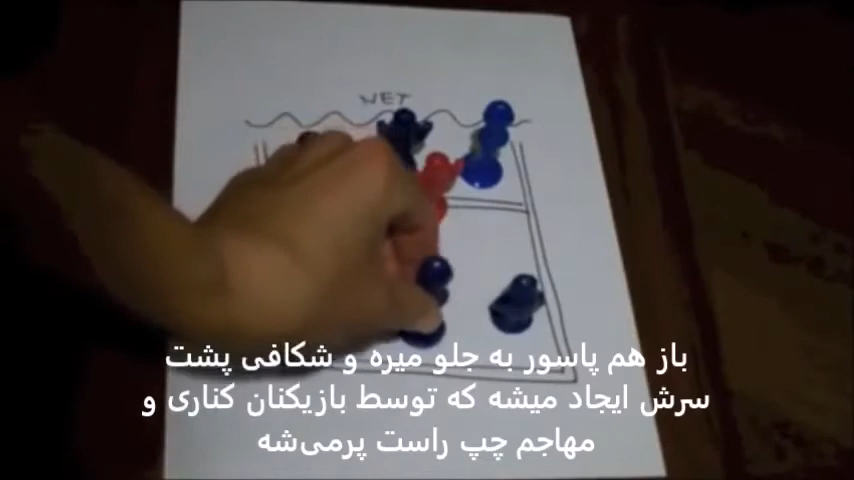 NET
باز هم پاسور به جلو میره و شکافی پشت
سرش ایجاد میشه که توسط بازیکنان کناری و
مهاجم چپ راست پرمی‌شه